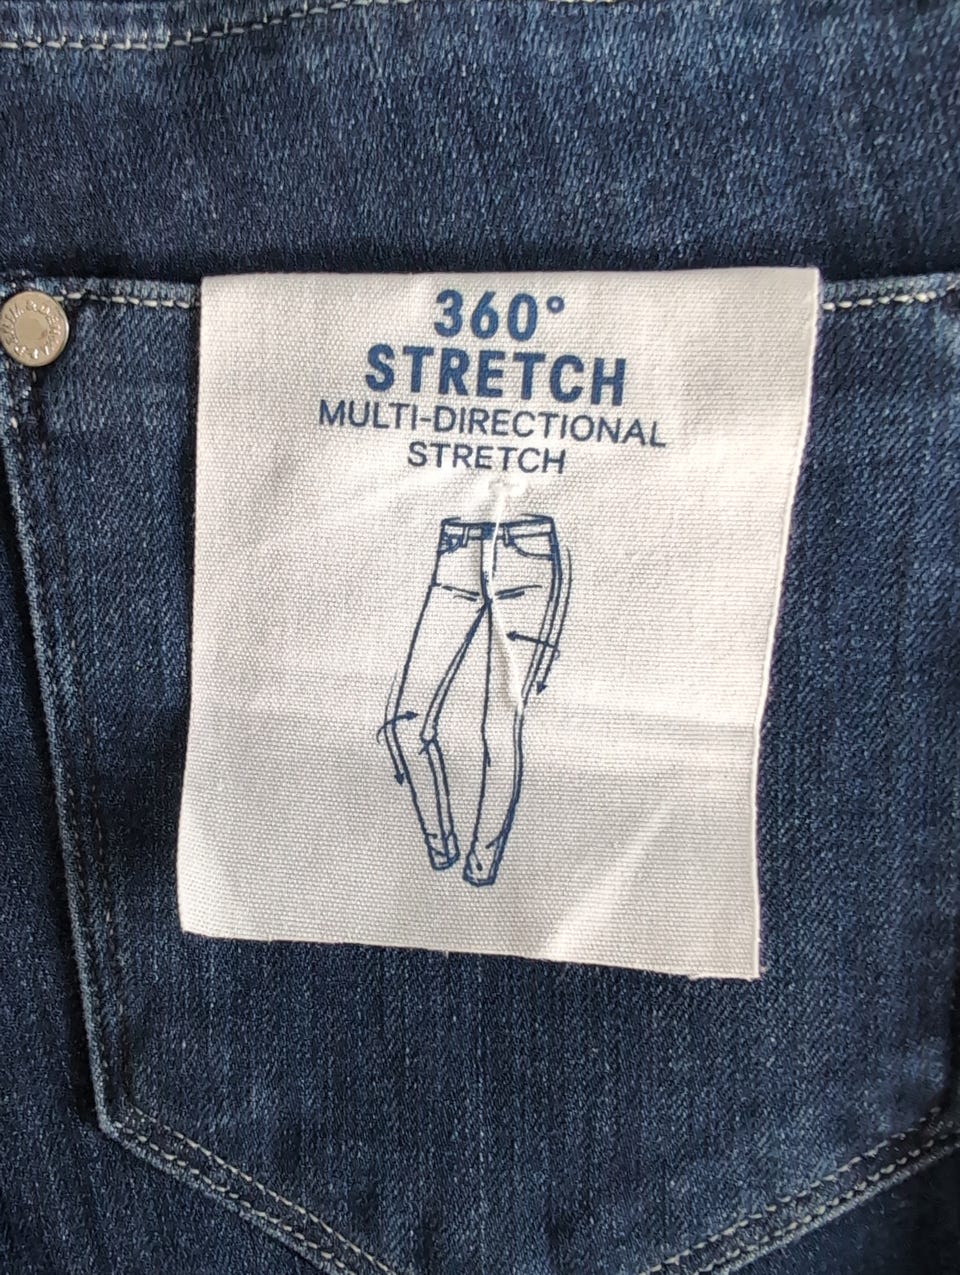 360°
STRETCH
MULTI-DIRECTIONAL
STRETCH